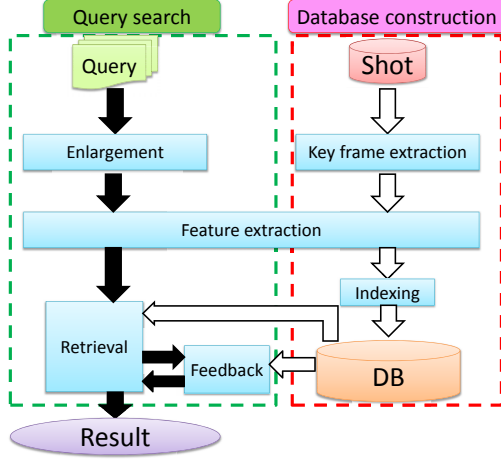 Query search
Database construction
Query
Shot
Enlargement
Key frame extraction
Feature extraction
Indexing
Retrieval
Feedback
DB
Result